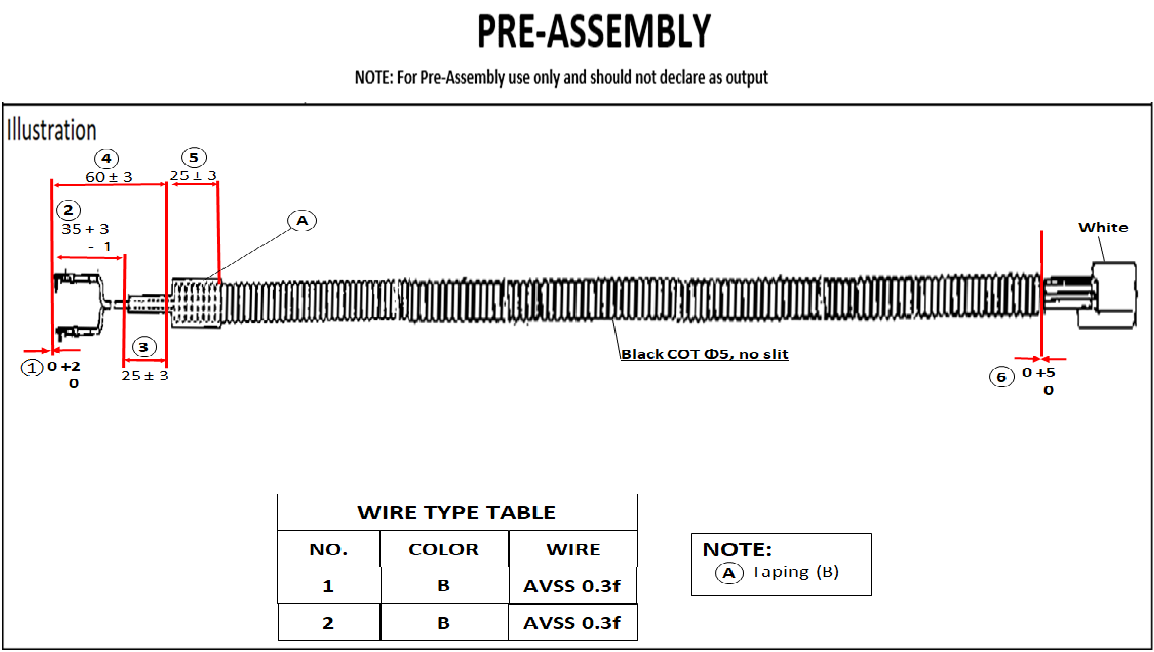 PRE-ASSEMBLY
NOTE: For Pre-Assembly use only and should not declare as output
Illustration
4
60 ± 3
5
25 ± 3
2
35 + 3
- 1
A
White
3
25 ± 3
1 0 +2
0
Black COT Φ5, no slit
6 0 +5
0
WIRE TYPE TABLE
NO. COLOR WIRE
1 B AVSS 0.3f
2 B AVSS 0.3f
NOTE:
A Taping (B)